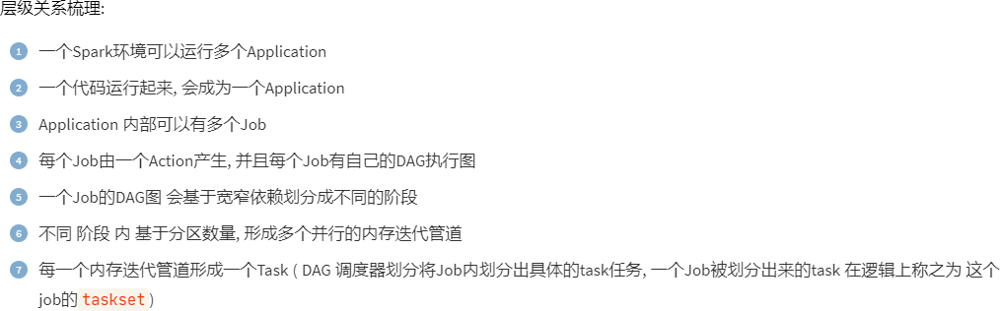 层级关系梳理:
1 一个Spark环境可以运行多个Application
2 一个代码运行起来, 会成为一个Application
3 Application 内部可以有多个Job
4 每个Job由一个Action产生, 并且每个Job有自己的DAG执行图
5 一个Job的DAG图 会基于宽窄依赖划分成不同的阶段
6 不同 阶段 内 基于分区数量, 形成多个并行的内存迭代管道
7 每一个内存迭代管道形成一个Task ( DAG 调度器划分将Job内划分出具体的task任务, 一个Job被划分出来的task 在逻辑上称之为 这个
job的 taskset )